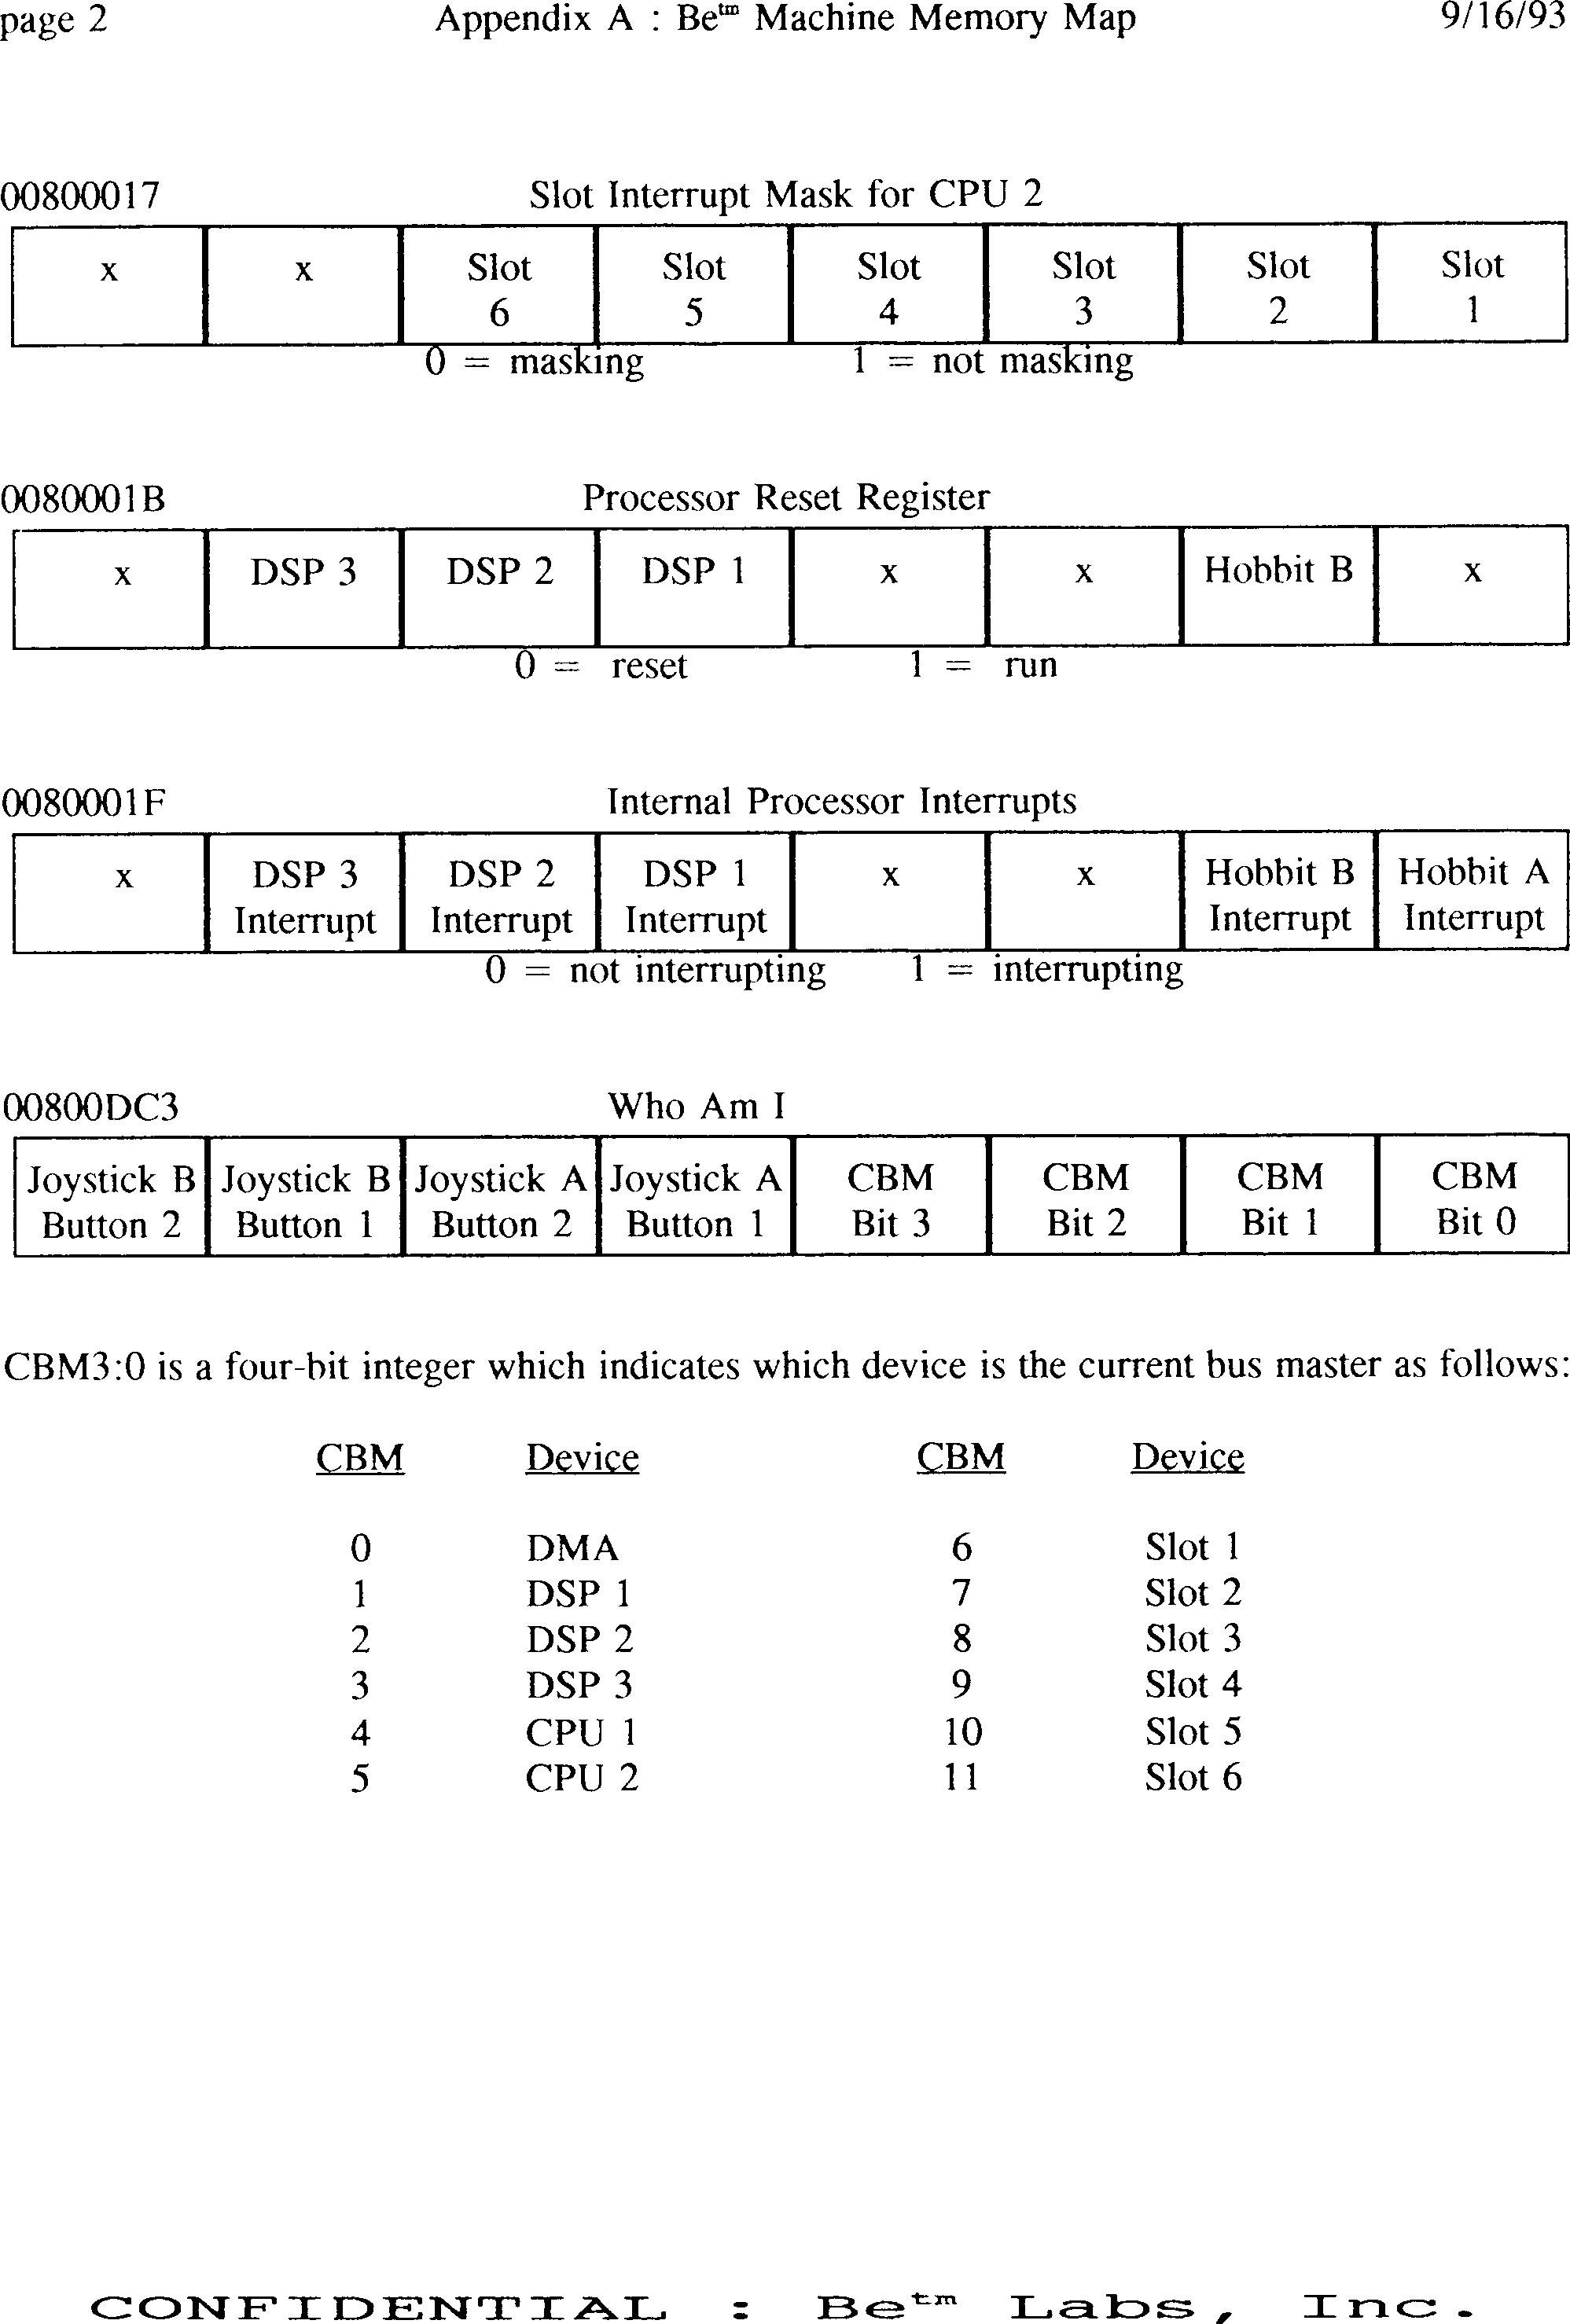 page 2 Appendix A : Be™ Machine Memory Map 9/16/93
00800017 Slot Interrupt Mask for CPU 2
x x Slot Slot Slot Slot Slot Slot
6 5 4 3 2 1
0 = masking 1 = not masking
0080001B Processor Reset Register
x DSP 3 DSP 2 DSP 1 x x Hobbit B x
0 = reset 1 = run
0080001F Internal Processor Interrupts
x DSP 3 DSP 2 DSP 1 x x Hobbit B Hobbit A
Interrupt Interrupt Interrupt Interrupt Interrupt
0 = not interrupting 1 = interrupting
00800DC3 Who Am I
Joystick B Joystick B Joystick A Joystick A CBM CBM CBM CBM
Button 2 Button 1 Button 2 Button 1 Bit 3 Bit 2 Bit 1 Bit 0
CBM3:0 is a four-bit integer which indicates which device is the current bus master as follows:
CBM Device CBM Device
0 DMA 6 Slot 1
1 DSP 1 7 Slot 2
2 DSP 2 8 Slot 3
3 DSP 3 9 Slot 4
4 CPU 1 10 Slot 5
5 CPU 2 11 Slot 6
CONFIDENTIAL : Be™ Labs, Inc.